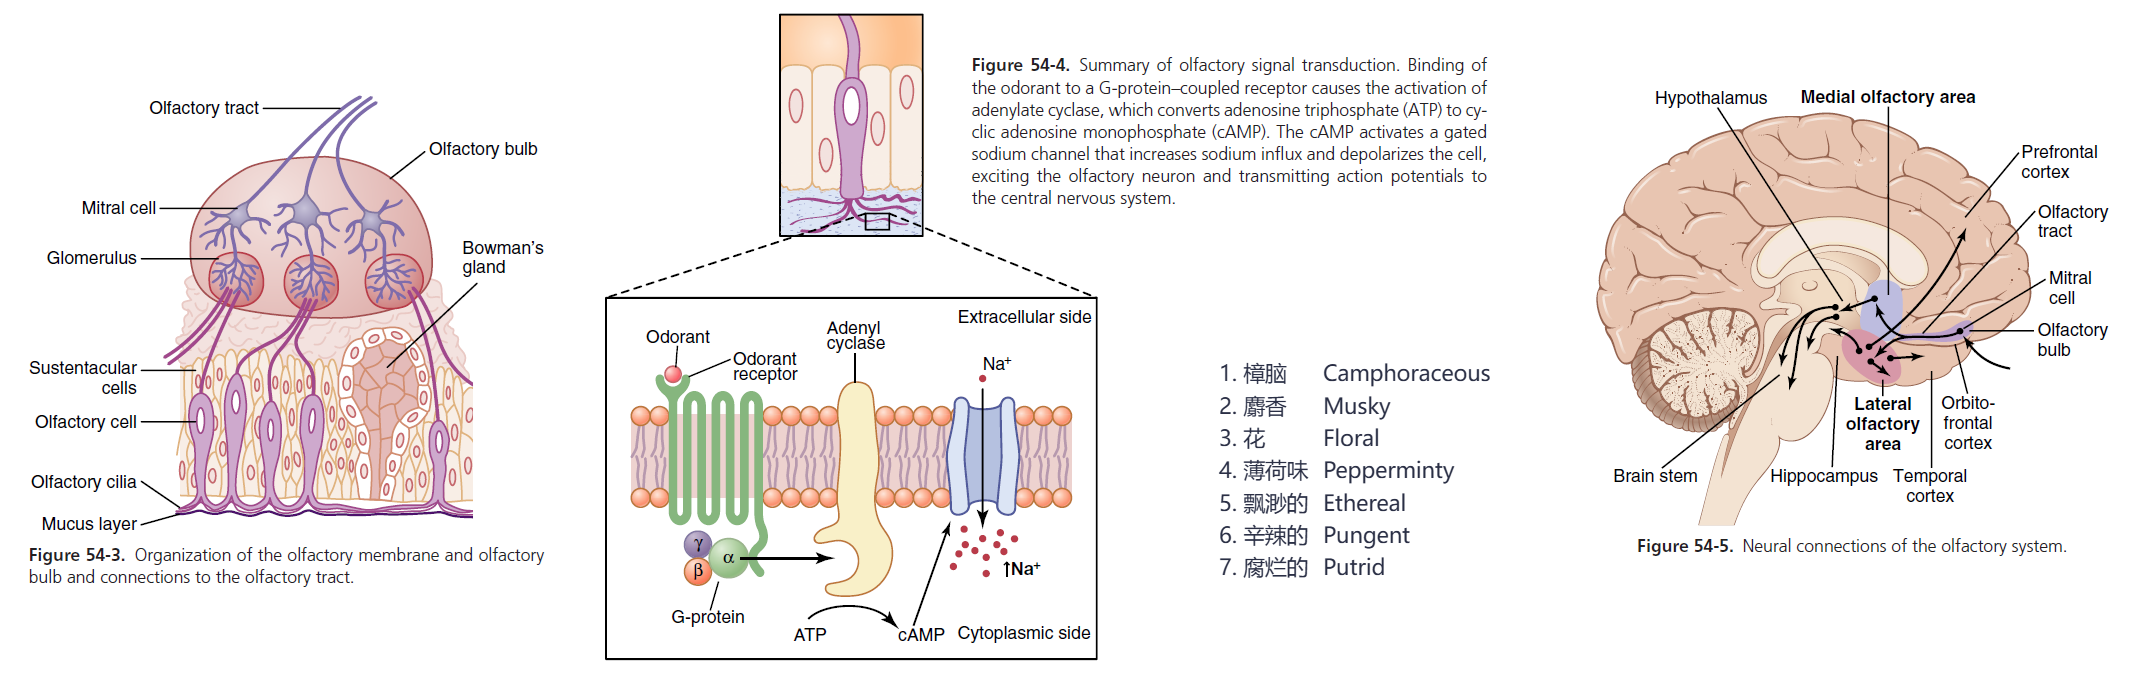 Olfactory tract
Olfactory bulb
Mitral cell
Glomerulus
Bowman’s
gland
Sustentacular
cells
Olfactory cell
Olfactory cilia
Mucus layer
Figure 54-3. Organization of the olfactory membrane and olfactory
bulb and connections to the olfactory tract.
Figure 54-4. Summary of olfactory signal transduction. Binding of
the odorant to a G-protein–coupled receptor causes the activation of
adenylate cyclase, which converts adenosine triphosphate (ATP) to cy-
clic adenosine monophosphate (cAMP). The cAMP activates a gated
sodium channel that increases sodium influx and depolarizes the cell,
exciting the olfactory neuron and transmitting action potentials to
the central nervous system.
Odorant
Odorant
receptor
Adenyl
cyclase
Extracellular side
Na+
γ
β
α
↑Na+
G-protein
ATP
cAMP
Cytoplasmic side
1. 樟脑 Camphoraceous
2. 麝香 Musky
3. 花 Floral
4. 薄荷味 Pepperminty
5. 飘渺的 Ethereal
6. 辛辣的 Pungent
7. 腐烂的 Putrid
Hypothalamus
Medial olfactory area
Prefrontal
cortex
Olfactory
tract
Mitral
cell
Olfactory
bulb
Lateral
olfactory
area
Orbito-
frontal
cortex
Brain stem
Hippocampus
Temporal
cortex
Figure 54-5. Neural connections of the olfactory system.